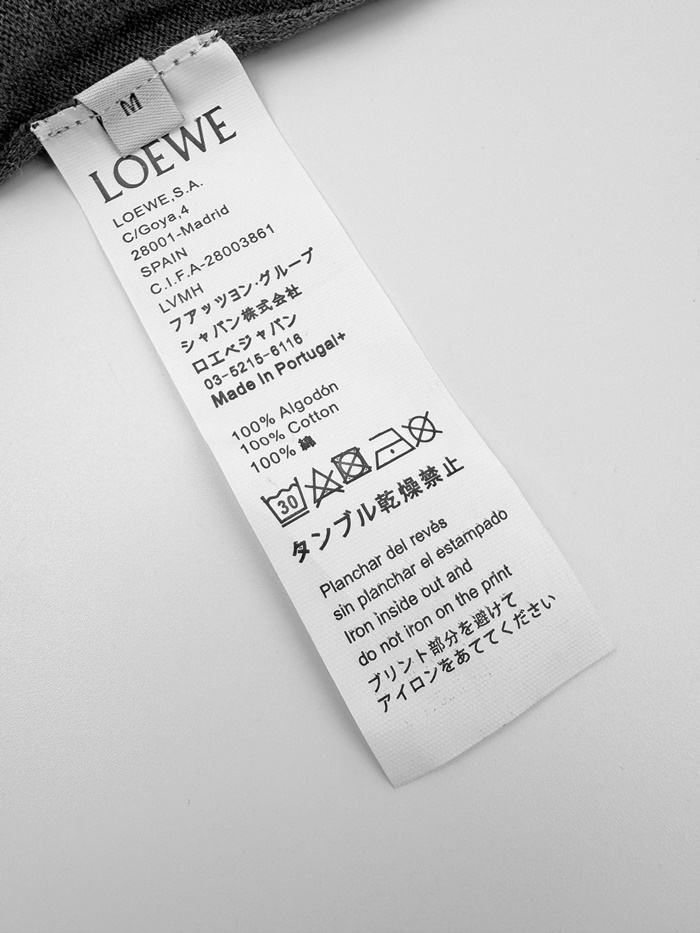 M
LOEWE
LOEWE,S.A.
C/Goya,4
28001-Madrid
SPAIN
C.I.F.A-28003861
LVMH
フアッツヨン·グループ
シャパン株式会社
ロエベジャパン
03-5215-6116
Made In Portugal+
100% Algodón
100% Cotton
100% 綿
30
タンブル乾燥禁止
Planchar del revés
sin planchar el estampado
Iron inside out and
do not iron on the print
プリント部分を避けて
アイロンをあててください